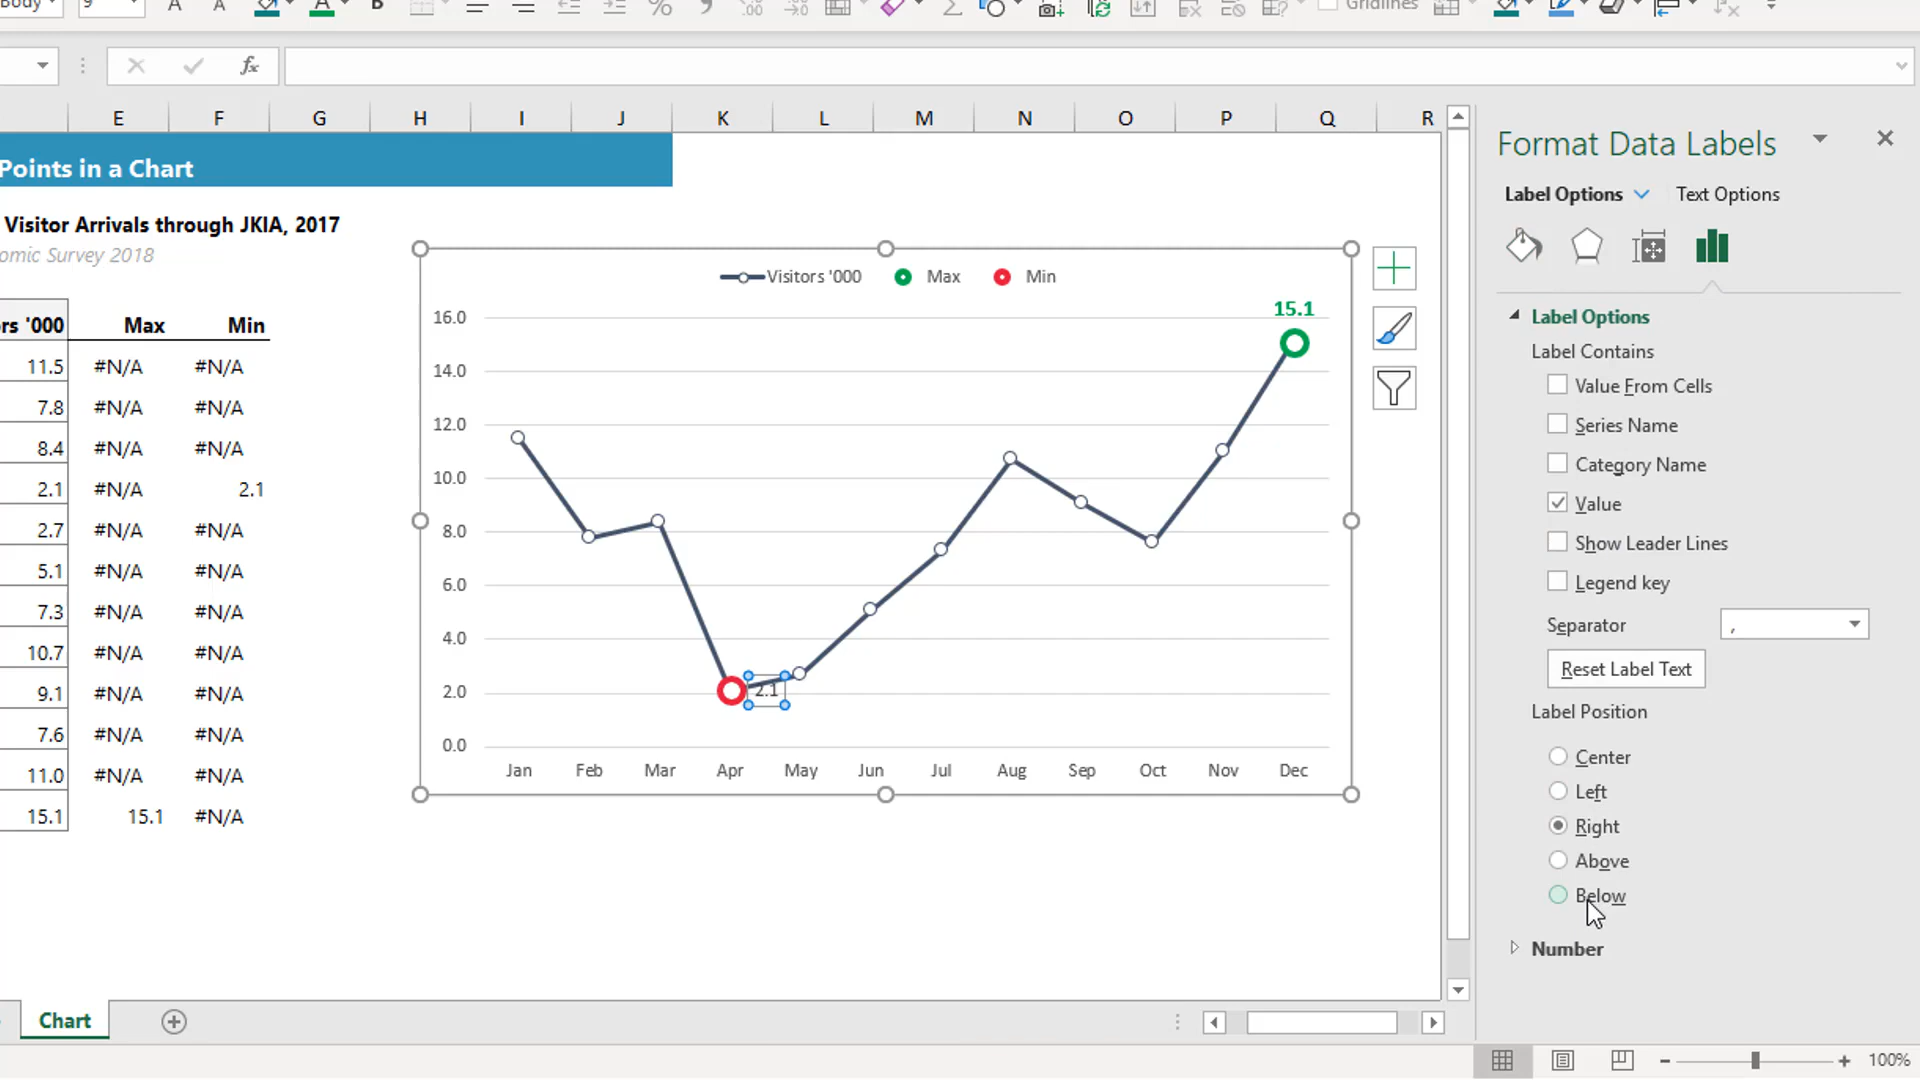 Body
9
A A B
%
Gridlines
fx
E F G H I J K L M N O P Q R
Points in a Chart
Visitor Arrivals through JKIA, 2017
omic Survey 2018
rs '000 Max Min
11.5 #N/A #N/A
7.8 #N/A #N/A
8.4 #N/A #N/A
2.1 #N/A 2.1
2.7 #N/A #N/A
5.1 #N/A #N/A
7.3 #N/A #N/A
10.7 #N/A #N/A
9.1 #N/A #N/A
7.6 #N/A #N/A
11.0 #N/A #N/A
15.1 15.1 #N/A
Visitors '000 Max Min
15.1
16.0
14.0
12.0
10.0
8.0
6.0
4.0
2.0
2.1
0.0
Jan Feb Mar Apr May Jun Jul Aug Sep Oct Nov Dec
Format Data Labels
Label Options Text Options
Label Options
Label Contains
Value From Cells
Series Name
Category Name
Value
Show Leader Lines
Legend key
Separator ,
Reset Label Text
Label Position
Center
Left
Right
Above
Below
Number
Chart
100%